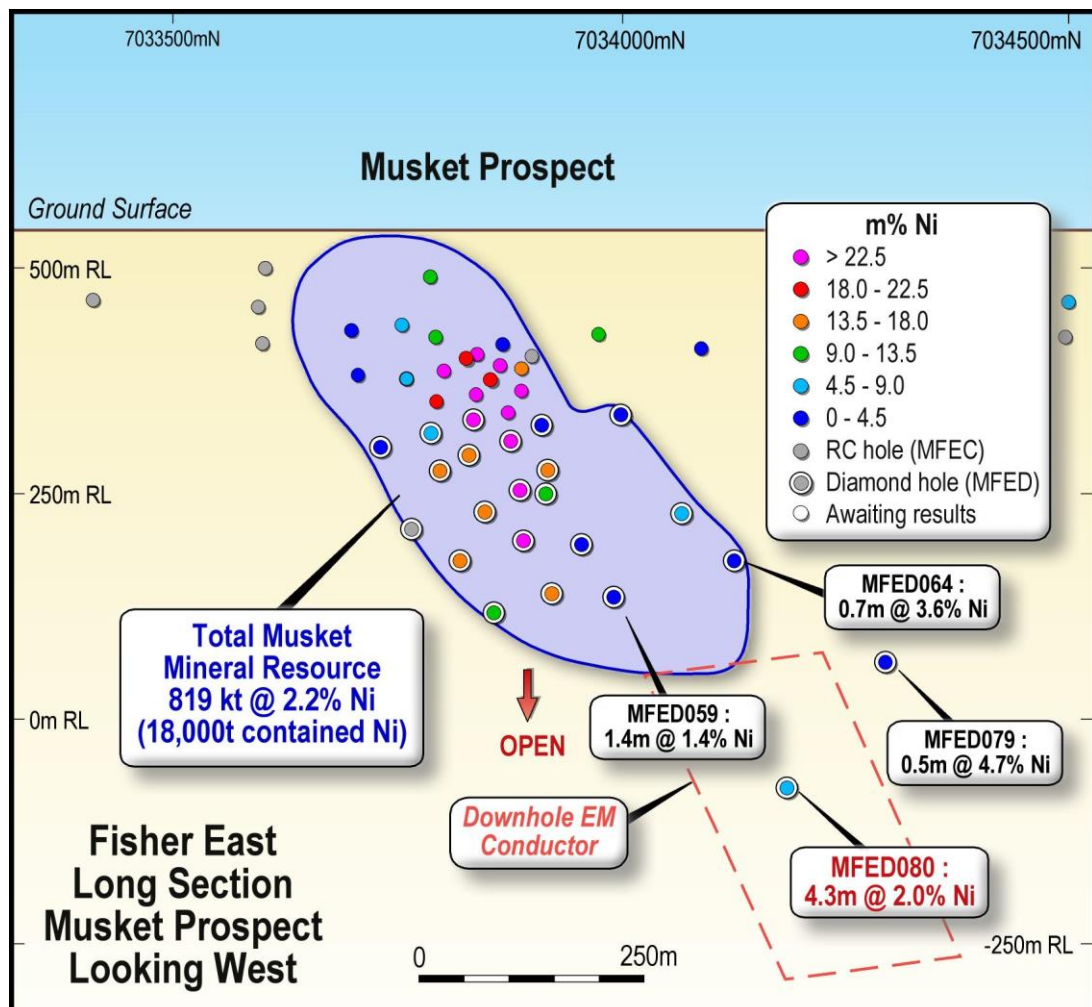 7033500mN
7034000mN
7034500mN
Musket Prospect
Ground Surface
m% Ni
> 22.5
18.0 - 22.5
13.5 - 18.0
9.0 - 13.5
4.5 - 9.0
0 - 4.5
RC hole (MFEC)
Diamond hole (MFED)
Awaiting results
500m RL
250m RL
0m RL
-250m RL
MFED064 :
0.7m @ 3.6% Ni
Total Musket
Mineral Resource
819 kt @ 2.2% Ni
(18,000t contained Ni)
OPEN
MFED059 :
1.4m @ 1.4% Ni
MFED079 :
0.5m @ 4.7% Ni
Downhole EM
Conductor
MFED080 :
4.3m @ 2.0% Ni
Fisher East
Long Section
Musket Prospect
Looking West
0
250m